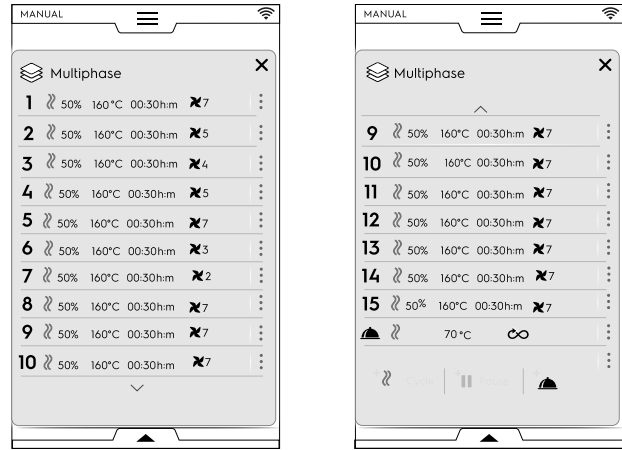 MANUAL
Multiphase
1 50% 160°C 00:30h:m 7
2 50% 160°C 00:30h:m 5
3 50% 160°C 00:30h:m 4
4 50% 160°C 00:30h:m 5
5 50% 160°C 00:30h:m 7
6 50% 160°C 00:30h:m 3
7 50% 160°C 00:30h:m 2
8 50% 160°C 00:30h:m 7
9 50% 160°C 00:30h:m 7
10 50% 160°C 00:30h:m 7
MANUAL
Multiphase
9 50% 160°C 00:30h:m 7
10 50% 160°C 00:30h:m 7
11 50% 160°C 00:30h:m 7
12 50% 160°C 00:30h:m 7
13 50% 160°C 00:30h:m 7
14 50% 160°C 00:30h:m 7
15 50% 160°C 00:30h:m 7
70 °C